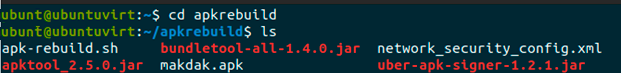 ubunt@ubuntuvirt:~$ cd apkrebuild
ubunt@ubuntuvirt:~/apkrebuild$ ls
apk-rebuild.sh bundletool-all-1.4.0.jar network_security_config.xml
apktool_2.5.0.jar makdak.apk uber-apk-signer-1.2.1.jar